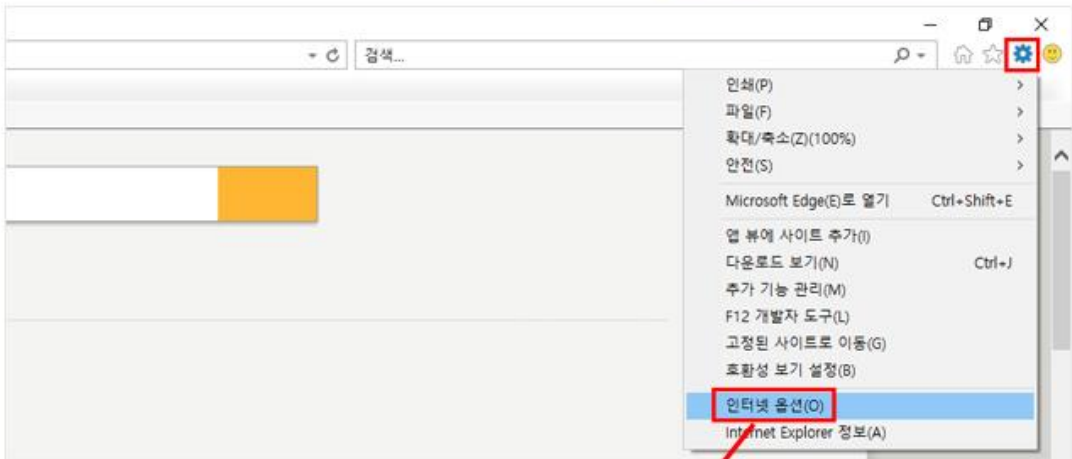 검색...
인쇄(P)
파일(F)
확대/축소(Z)(100%)
안전(S)
Microsoft Edge(E)로 열기 Ctrl+Shift+E
앱 뷰에 사이트 추가(I)
다운로드 보기(N) Ctrl+J
추가 기능 관리(M)
F12 개발자 도구(L)
고정된 사이트로 이동(G)
호환성 보기 설정(B)
인터넷 옵션(O)
Internet Explorer 정보(A)